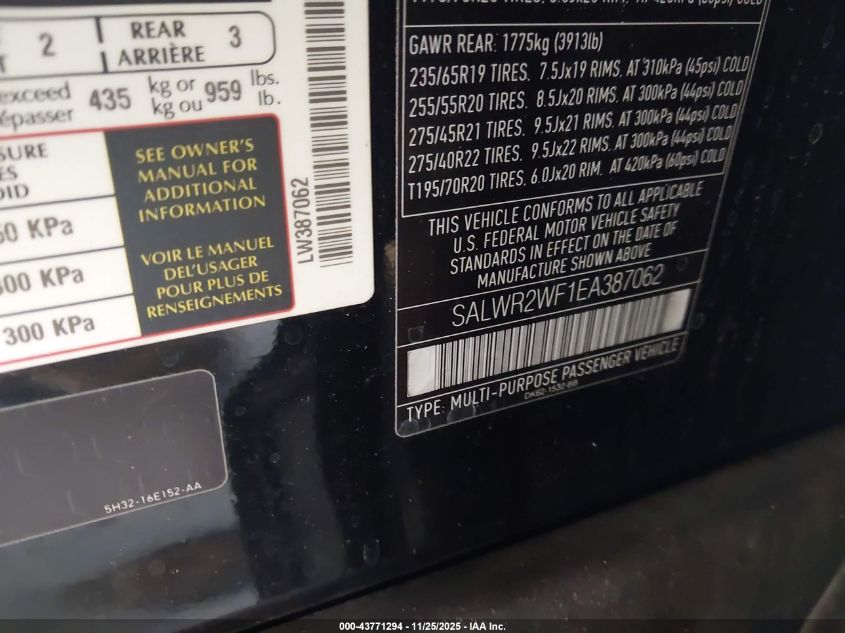 2
REAR 3
ARRIÈRE
exceed 435 kg or 959 lbs.
épasser kg ou lb.
SURE
ES
OID
SEE OWNER'S
MANUAL FOR
ADDITIONAL
INFORMATION
KPa
VOIR LE MANUEL
DEL'USAGER
POUR PLUS DE
RENSEIGNEMENTS
00 KPa
300 KPa
LW387062
5H32-16E152-AA
GAWR REAR: 1775kg (3913lb)
235/65R19 TIRES. 7.5Jx19 RIMS. AT 310kPa (45psi) COLD
255/55R20 TIRES. 8.5Jx20 RIMS. AT 300kPa (44psi) COLD
275/45R21 TIRES. 9.5Jx21 RIMS. AT 300kPa (44psi) COLD
275/40R22 TIRES. 9.5Jx22 RIMS. AT 300kPa (44psi) COLD
T195/70R20 TIRES. 6.0Jx20 RIM. AT 420kPa (60psi) COLD
THIS VEHICLE CONFORMS TO ALL APPLICABLE
U.S. FEDERAL MOTOR VEHICLE SAFETY
STANDARDS IN EFFECT ON THE DATE OF
MANUFACTURE SHOWN ABOVE
SALWR2WF1EA387062
TYPE: MULTI-PURPOSE PASSENGER VEHICLE
DK62-1532-BB
000-43771294 - 11/25/2025 - IAA Inc.